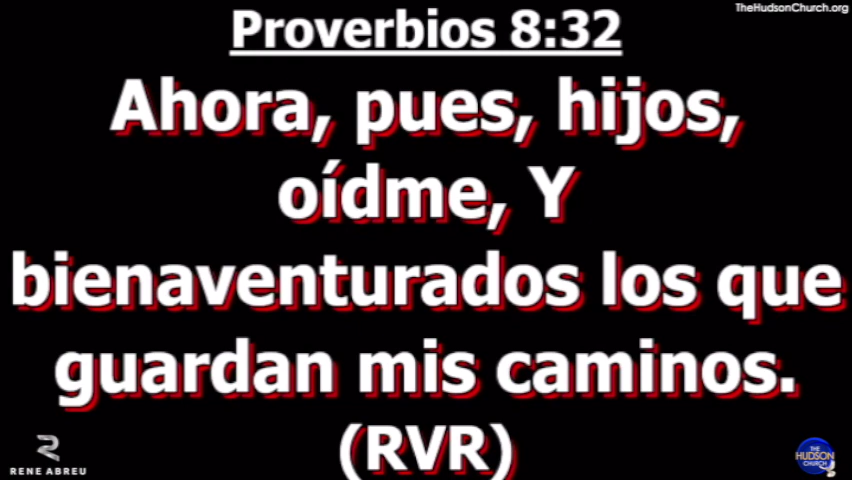 TheHudsonChurch.org
Proverbios 8:32
Ahora, pues, hijos,
oídme, Y
bienaventurados los que
guardan mis caminos.
(RVR)
RENE ABREU
THE
HUDSON
CHURCH